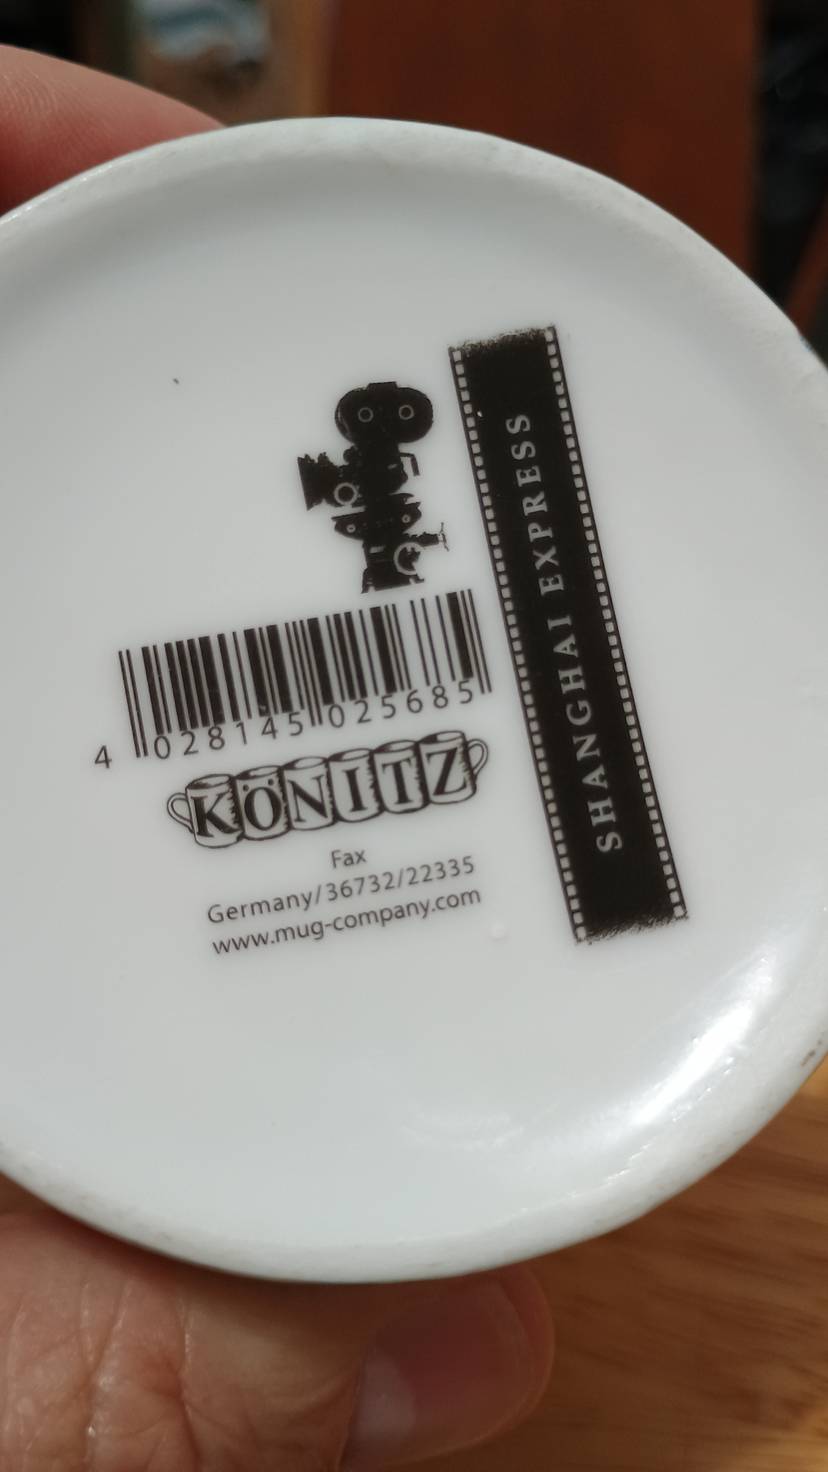 SHANGHAI EXPRESS
4 028145 025685
KÖNITZ
Fax
Germany/36732/22335
www.mug-company.com